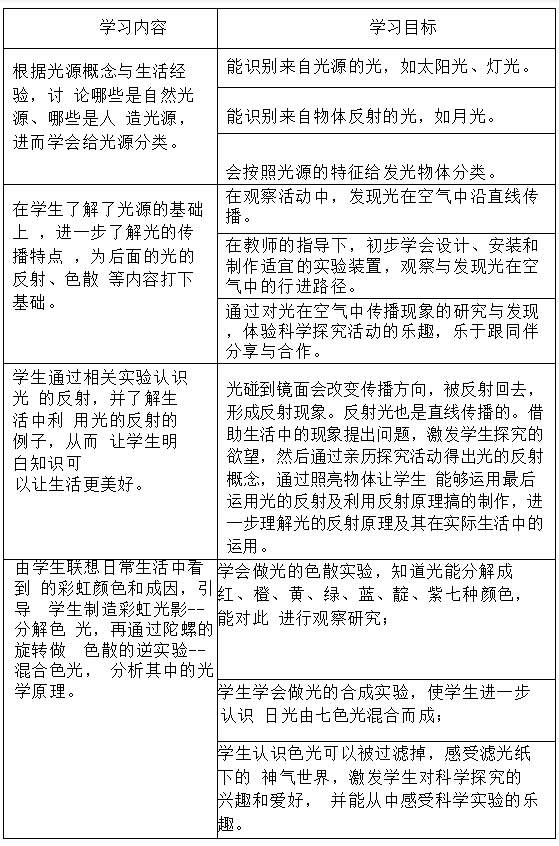 学习内容
学习目标
根据光源概念与生活经
验，讨 论哪些是自然光
源、哪些是人 造光源，
进而学会给光源分类。
能识别来自光源的光，如太阳光、灯光。
能识别来自物体反射的光，如月光。
会按照光源的特征给发光物体分类。
在学生了解了光源的基础
上 ，进一步了解光的传
播特点 ，为后面的光的
反射、色散 等内容打下
基础。
在观察活动中，发现光在空气中沿直线传
播。
在教师的指导下，初步学会设计、安装和
制作适宜的实验装置，观察与发现光在空
气中的行进路径。
通过对光在空气中传播现象的研究与发现
，体验科学探究活动的乐趣，乐于跟同伴
分享与合作。
学生通过相关实验认识
光 的反射，并了解生
活中利 用光的反射的
例子，从而 让学生明
白知识可
以让生活更美好。
光碰到镜面会改变传播方向，被反射回去，
形成反射现象。反射光也是直线传播的。借
助生活中的现象提出问题，激发学生探究的
欲望，然后通过亲历探究活动得出光的反射
概念，通过照亮物体让学生 能够运用最后
运用光的反射及利用反射原理搞的制作，进
一步理解光的反射原理及其在实际生活中的
运用。
由学生联想日常生活中看
到 的彩虹颜色和成因，引
导 学生制造彩虹光影--
分解色 光，再通过陀螺的
旋转做 色散的逆实验--
混合色光， 分析其中的光
学原理。
学会做光的色散实验，知道光能分解成
红、橙、黄、绿、蓝、靛、紫七种颜色，
能对此 进行观察研究；
学生学会做光的合成实验，使学生进一步
认识 日光由七色光混合而成；
学生认识色光可以被过滤掉，感受滤光纸
下的 神气世界，激发学生对科学探究的
兴趣和爱好， 并能从中感受科学实验的乐
趣。